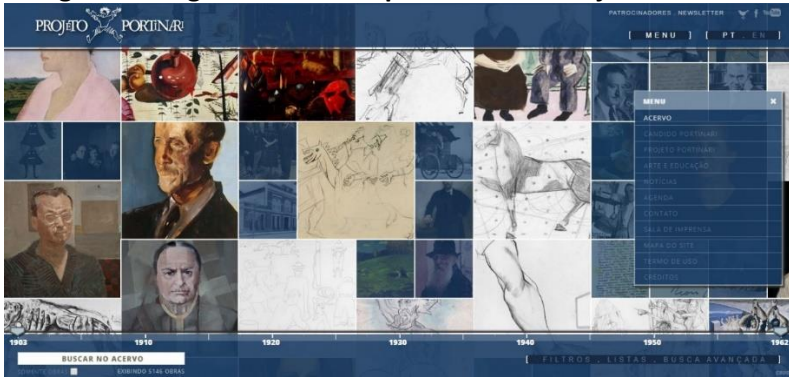 PROJETO PORTINARI
PATROCINADORES . NEWSLETTER
[ MENU ] [ PT . EN ]
MENU ×
ACERVO
CANDIDO PORTINARI
PROJETO PORTINARI
ARTE E EDUCAÇÃO
NOTÍCIAS
AGENDA
CONTATO
SALA DE IMPRENSA
MAPA DO SITE
TERMO DE USO
CRÉDITOS
1903 1910 1920 1930 1940 1950 1962
BUSCAR NO ACERVO
SOMENTE OBRAS EXIBINDO 5146 OBRAS
[ FILTROS . LISTAS . BUSCA AVANÇADA ]